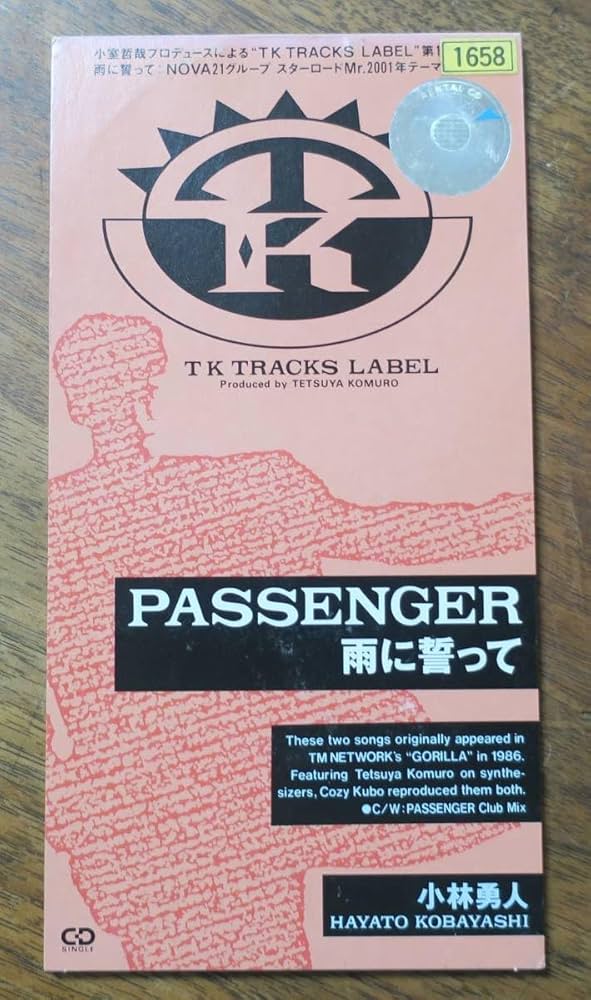 小室哲哉プロデュースによる"TK TRACKS LABEL"第1
1658
雨に誓って:NOVA21グループ スターロードMr.2001年テーマ
RENTAL CD
TK
TK TRACKS LABEL
Produced by TETSUYA KOMURO
PASSENGER
雨に誓って
These two songs originally appeared in
TM NETWORK's "GORILLA" in 1986.
Featuring Tetsuya Komuro on synthe-
sizers, Cozy Kubo reproduced them both.
●C/W:PASSENGER Club Mix
小林勇人
HAYATO KOBAYASHI
CD
SINGLE